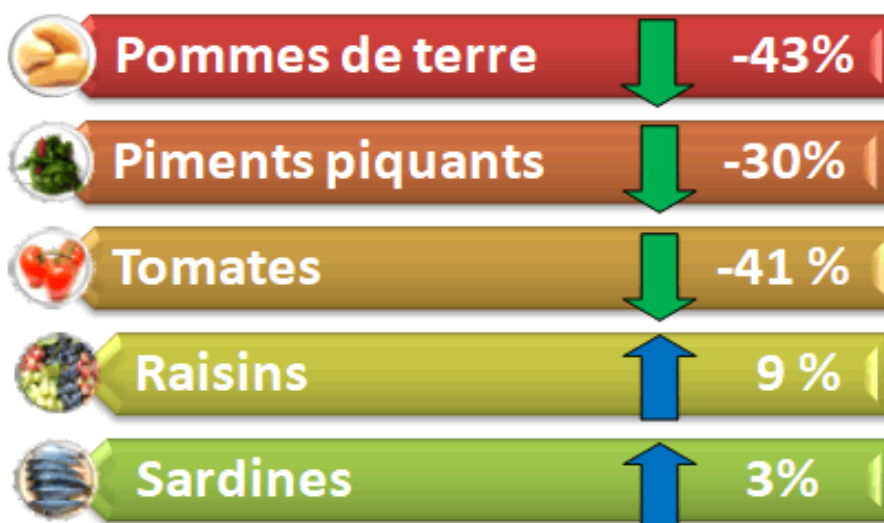 Pommes de terre -43%
Piments piquants -30%
Tomates -41 %
Raisins 9 %
Sardines 3%